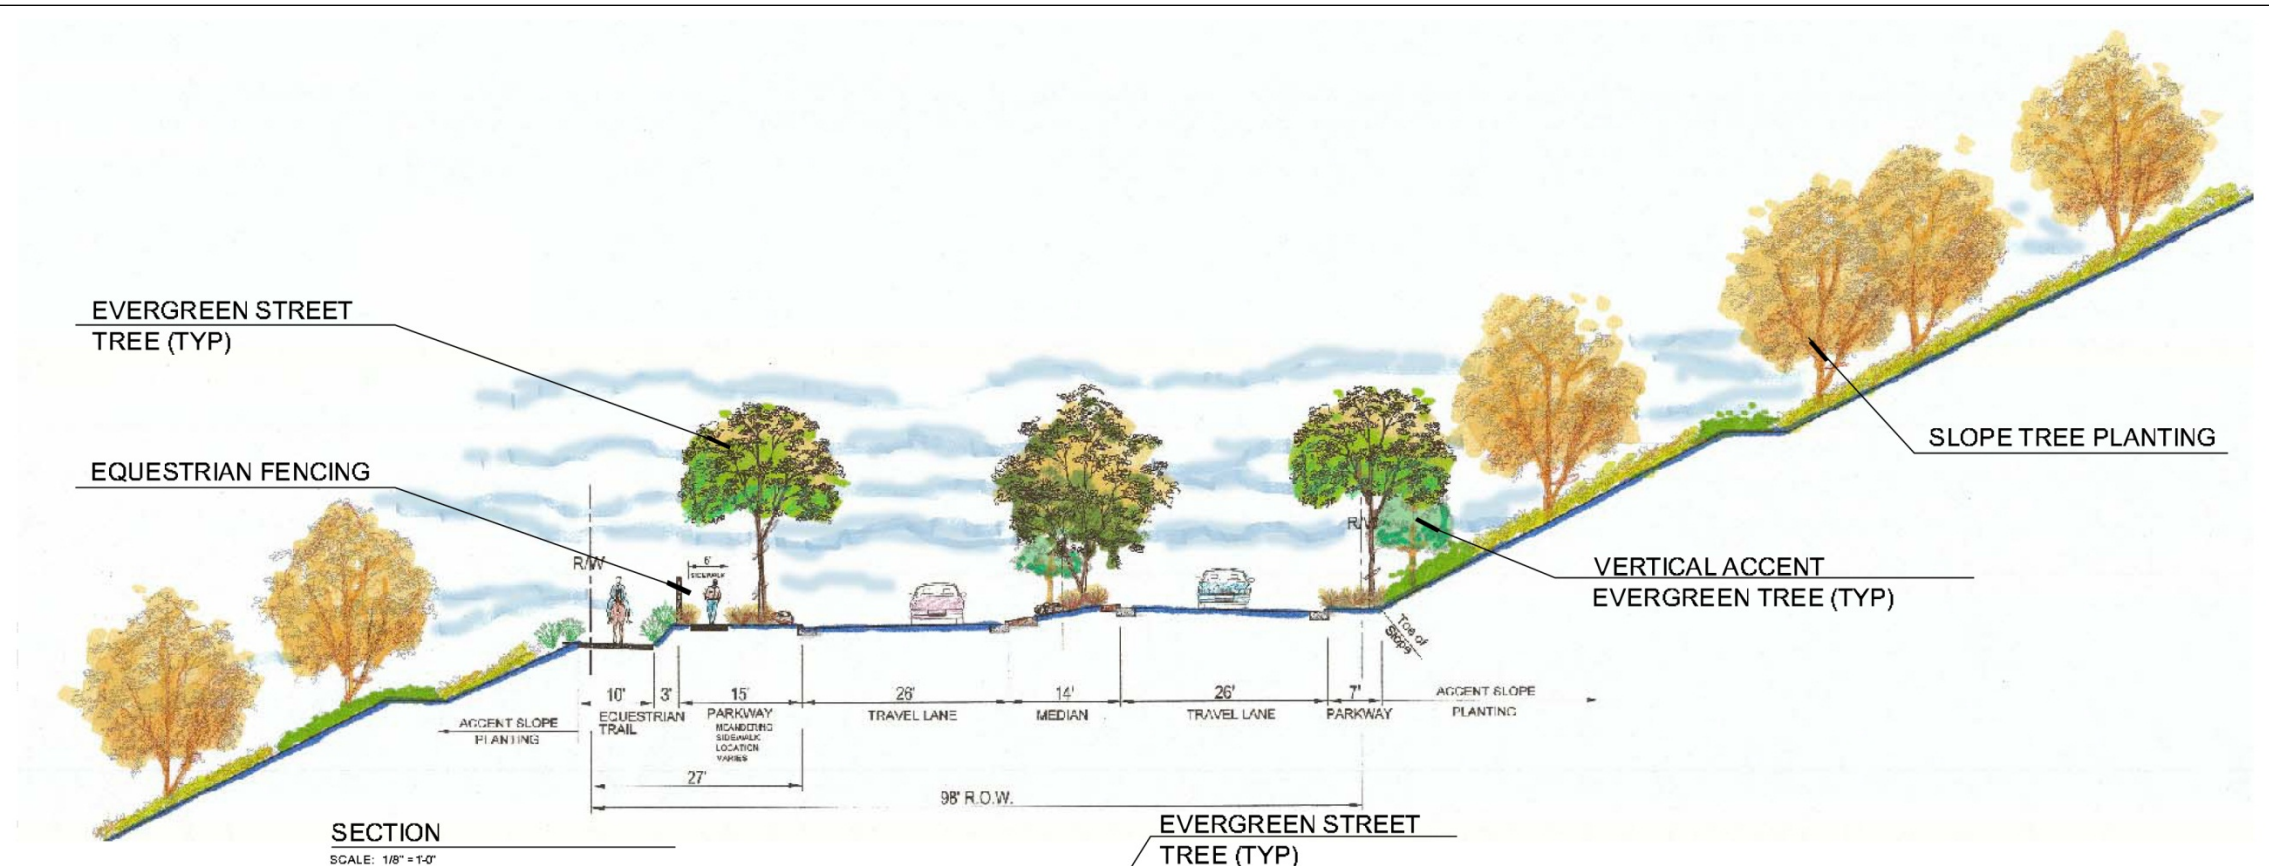 EVERGREEN STREET
TREE (TYP)
EQUESTRIAN FENCING
SLOPE TREE PLANTING
VERTICAL ACCENT
EVERGREEN TREE (TYP)
R/W
6'
SIDEWALK
Toe of
Slope
10'
3'
15'
26'
14'
26'
7'
EQUESTRIAN
TRAIL
PARKWAY
MEANDERING
SIDEWALK
LOCATION
VARIES
TRAVEL LANE
MEDIAN
TRAVEL LANE
PARKWAY
ACCENT SLOPE
PLANTING
ACCENT SLOPE
PLANTING
27'
98' R.O.W.
SECTION
SCALE: 1/8" = 1'-0"
EVERGREEN STREET
TREE (TYP)